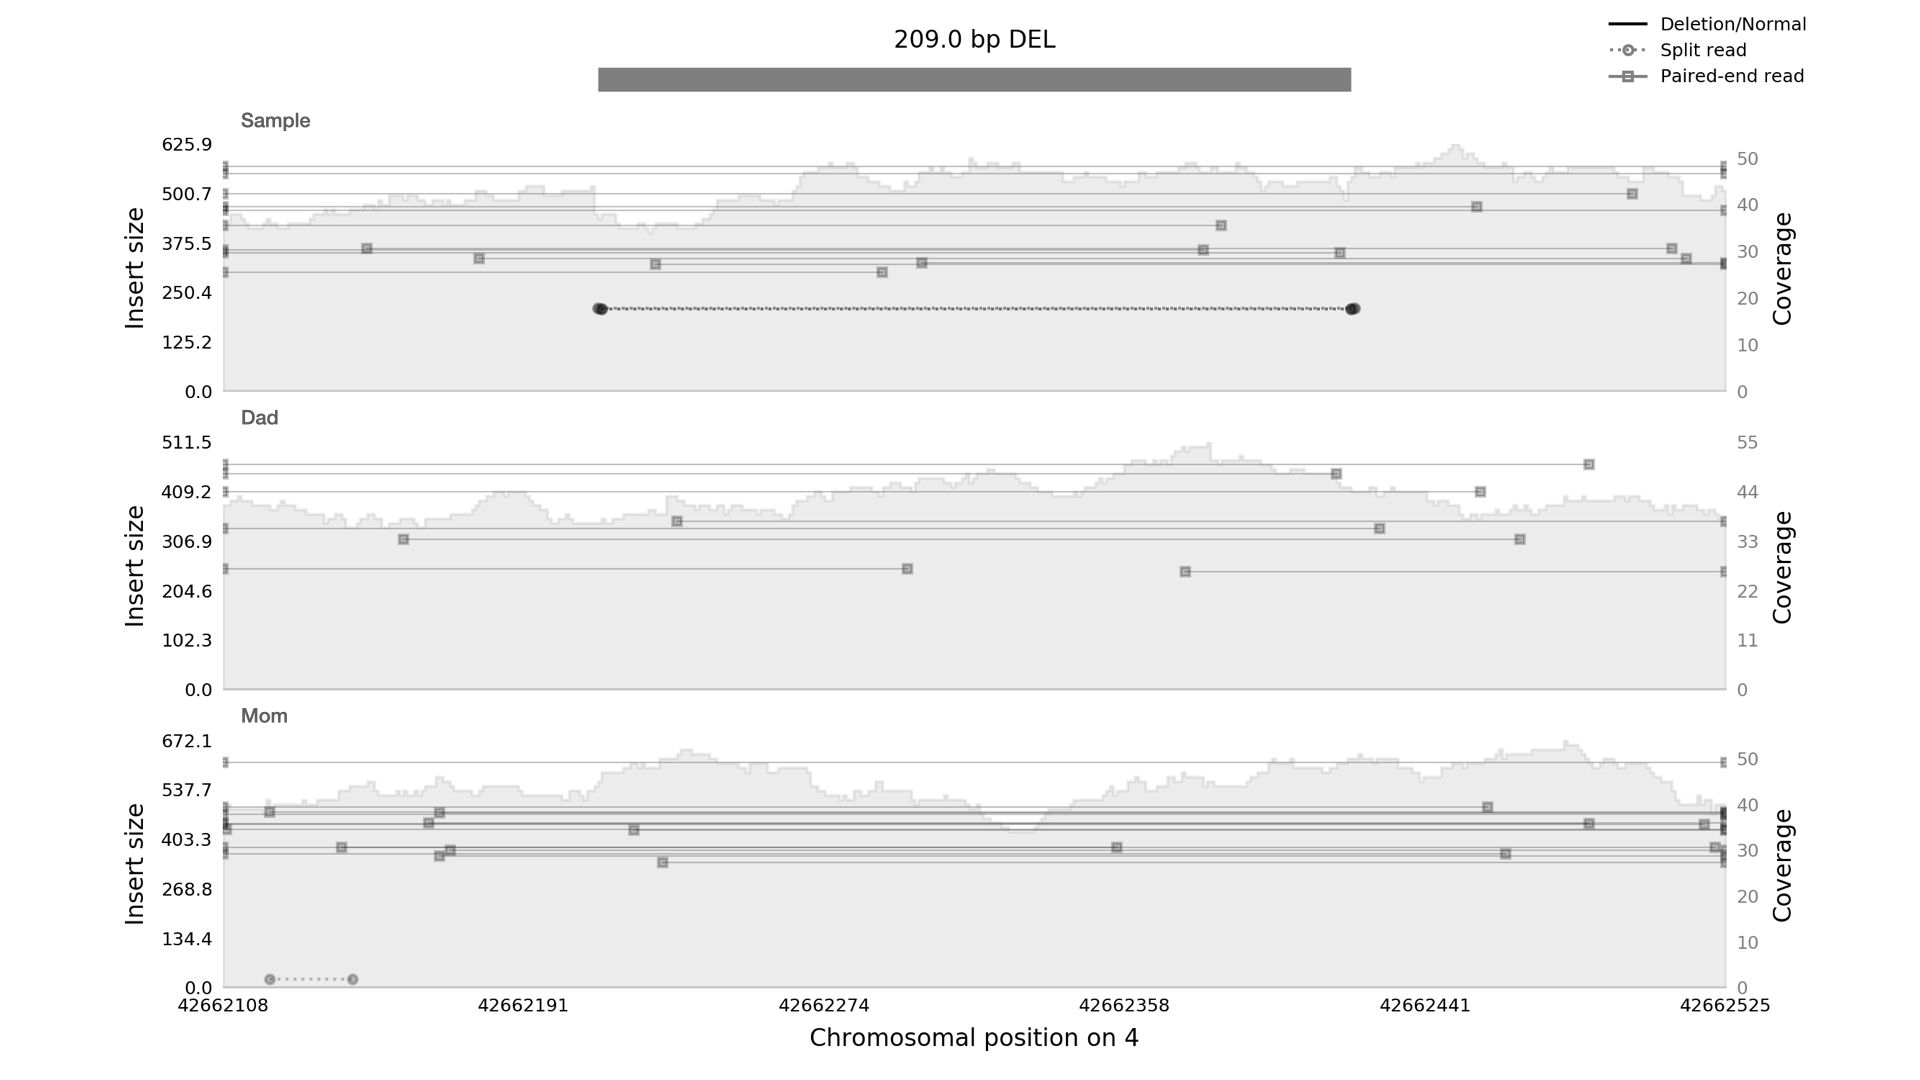 209.0 bp DEL
Deletion/Normal
Split read
Paired-end read
Sample
625.9
500.7
375.5
250.4
125.2
0.0
Insert size
50
40
30
20
10
0
Coverage
Dad
511.5
409.2
306.9
204.6
102.3
0.0
Insert size
55
44
33
22
11
0
Coverage
Mom
672.1
537.7
403.3
268.8
134.4
0.0
Insert size
50
40
30
20
10
0
Coverage
42662108 42662191 42662274 42662358 42662441 42662525
Chromosomal position on 4